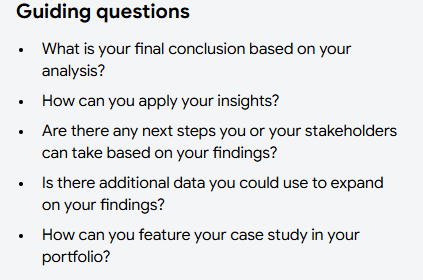 Guiding questions
• What is your final conclusion based on your
analysis?
• How can you apply your insights?
• Are there any next steps you or your stakeholders
can take based on your findings?
• Is there additional data you could use to expand
on your findings?
• How can you feature your case study in your
portfolio?